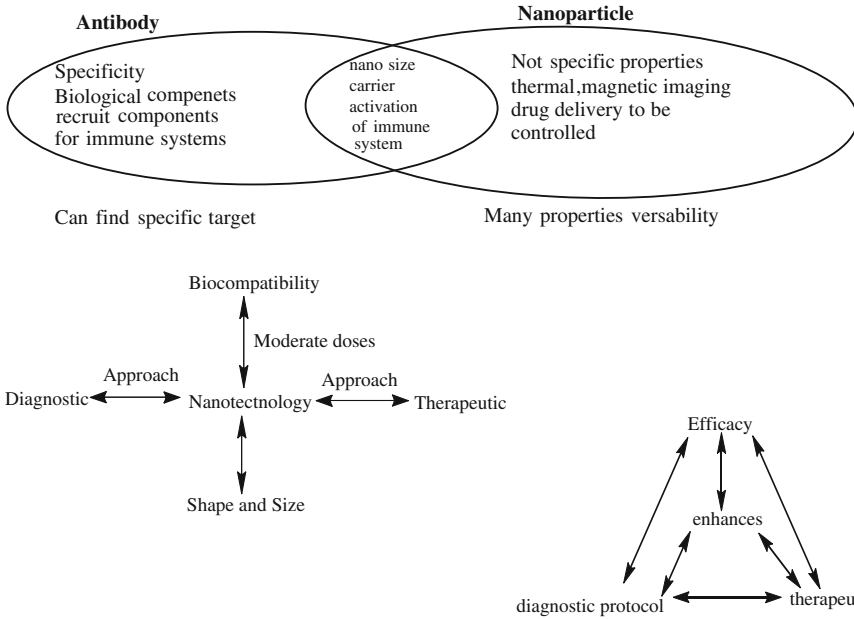 Antibody
Nanoparticle
Specificity
Biological compenets
recruit components
for immune systems
nano size
carrier
activation
of immune
system
Not specific properties
thermal,magnetic imaging
drug delivery to be
controlled
Can find specific target
Many properties versability
Biocompatibility
Moderate doses
Approach
Approach
Diagnostic
Nanotectnology
Therapeutic
Shape and Size
Efficacy
enhances
diagnostic protocol
therapeu